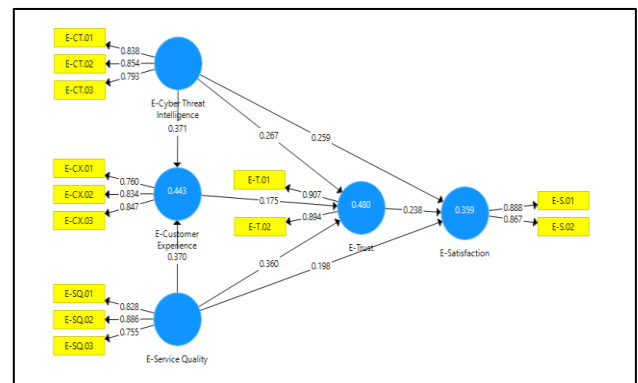 E-CT.01
0.838
E-CT.02
0.854
E-CT.03
0.793
E-Cyber Threat
Intelligence
0.371
0.267
0.259
E-CX.01
0.760
E-CX.02
0.834
E-CX.03
0.847
0.443
E-Customer
Experience
0.370
0.175
E-T.01
0.907
E-T.02
0.894
0.480
E-Trust
0.238
0.359
E-Satisfaction
0.888
E-S.01
0.867
E-S.02
0.360
0.198
E-SQ.01
0.828
E-SQ.02
0.886
E-SQ.03
0.755
E-Service Quality